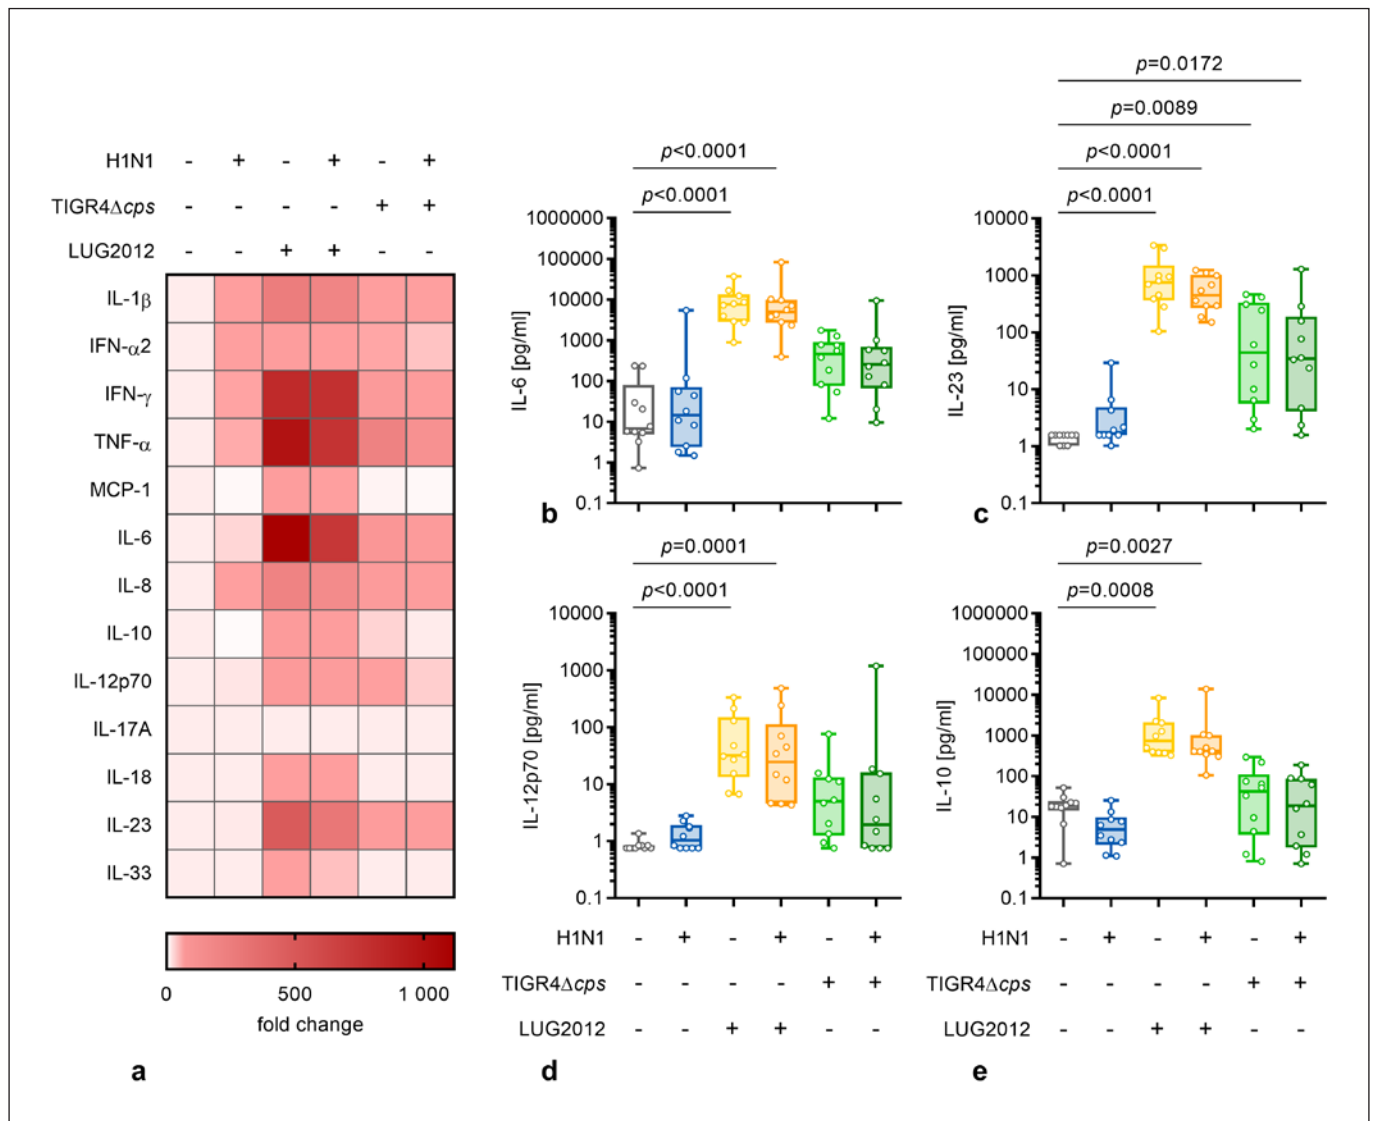 H1N1 - + - + - +
TIGR4Δcps - - - - + +
LUG2012 - - + + - -
IL-1β
IFN-α2
IFN-γ
TNF-α
MCP-1
IL-6
IL-8
IL-10
IL-12p70
IL-17A
IL-18
IL-23
IL-33
0 500 1 000
fold change
a
p<0.0001
p<0.0001
1000000
100000
10000
1000
100
10
1
0.1
IL-6 [pg/ml]
b
p=0.0172
p=0.0089
p<0.0001
p<0.0001
10000
1000
100
10
1
0.1
IL-23 [pg/ml]
c
p=0.0001
p<0.0001
10000
1000
100
10
1
0.1
IL-12p70 [pg/ml]
H1N1 - + - + - +
TIGR4Δcps - - - - + +
LUG2012 - - + + - -
d
p=0.0027
p=0.0008
1000000
100000
10000
1000
100
10
1
0.1
IL-10 [pg/ml]
H1N1 - + - + - +
TIGR4Δcps - - - - + +
LUG2012 - - + + - -
e